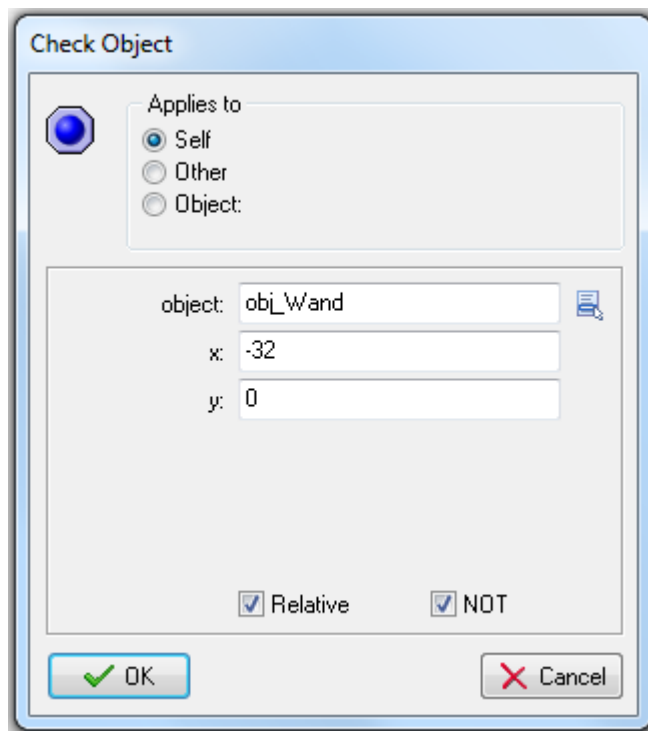 Check Object
Applies to
Self
Other
Object:
object: obj_Wand
x: -32
y: 0
Relative NOT
OK Cancel